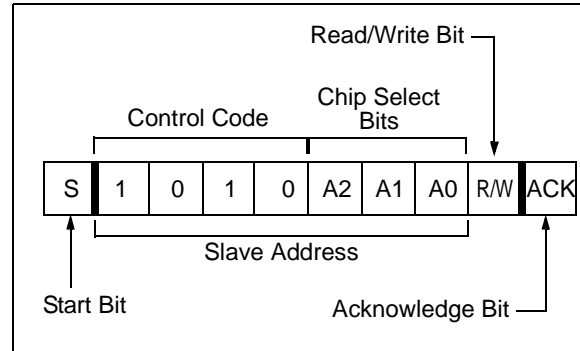 Read/Write Bit
Chip Select
Bits
Control Code
S 1 0 1 0 A2 A1 A0 R/W ACK
Slave Address
Start Bit
Acknowledge Bit